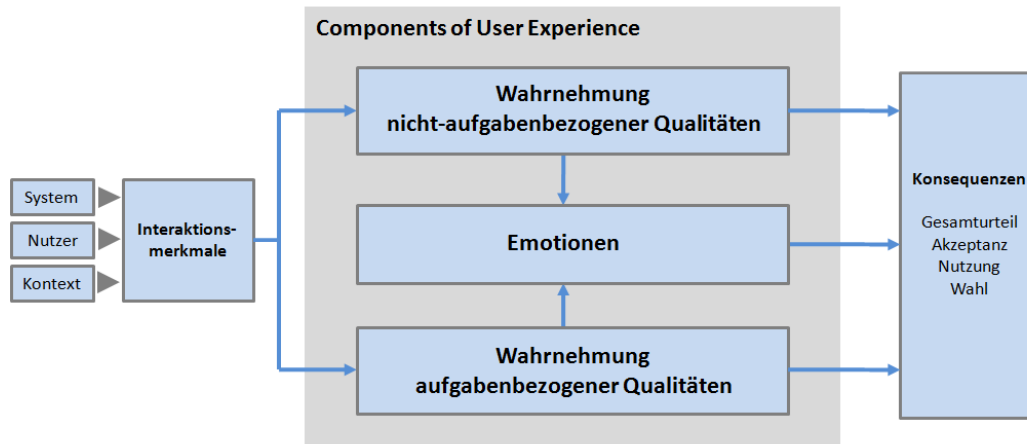 Components of User Experience
Wahrnehmung
nicht-aufgabenbezogener Qualitäten
System
Nutzer
Kontext
Interaktions-
merkmale
Emotionen
Wahrnehmung
aufgabenbezogener Qualitäten
Konsequenzen
Gesamturteil
Akzeptanz
Nutzung
Wahl